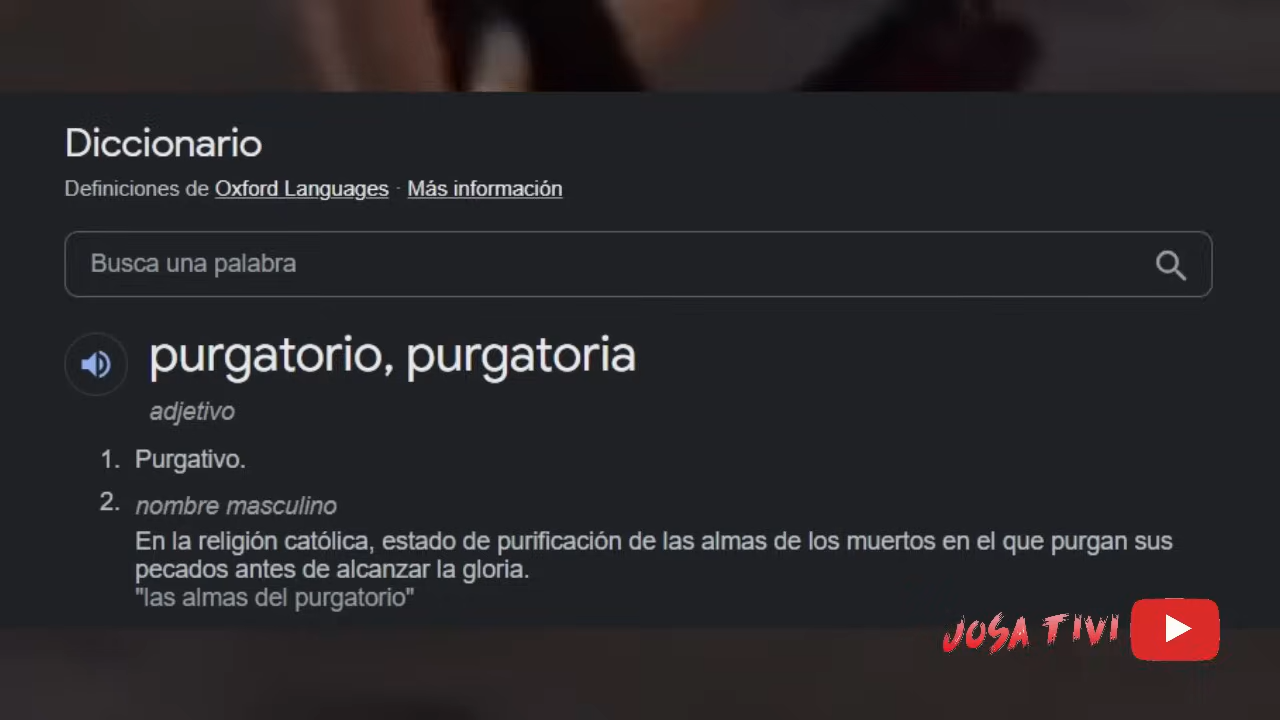 Diccionario
Definiciones de Oxford Languages · Más información
Busca una palabra
purgatorio, purgatoria
adjetivo
1. Purgativo.
2. nombre masculino
En la religión católica, estado de purificación de las almas de los muertos en el que purgan sus
pecados antes de alcanzar la gloria.
"las almas del purgatorio"
JOSA TIVI